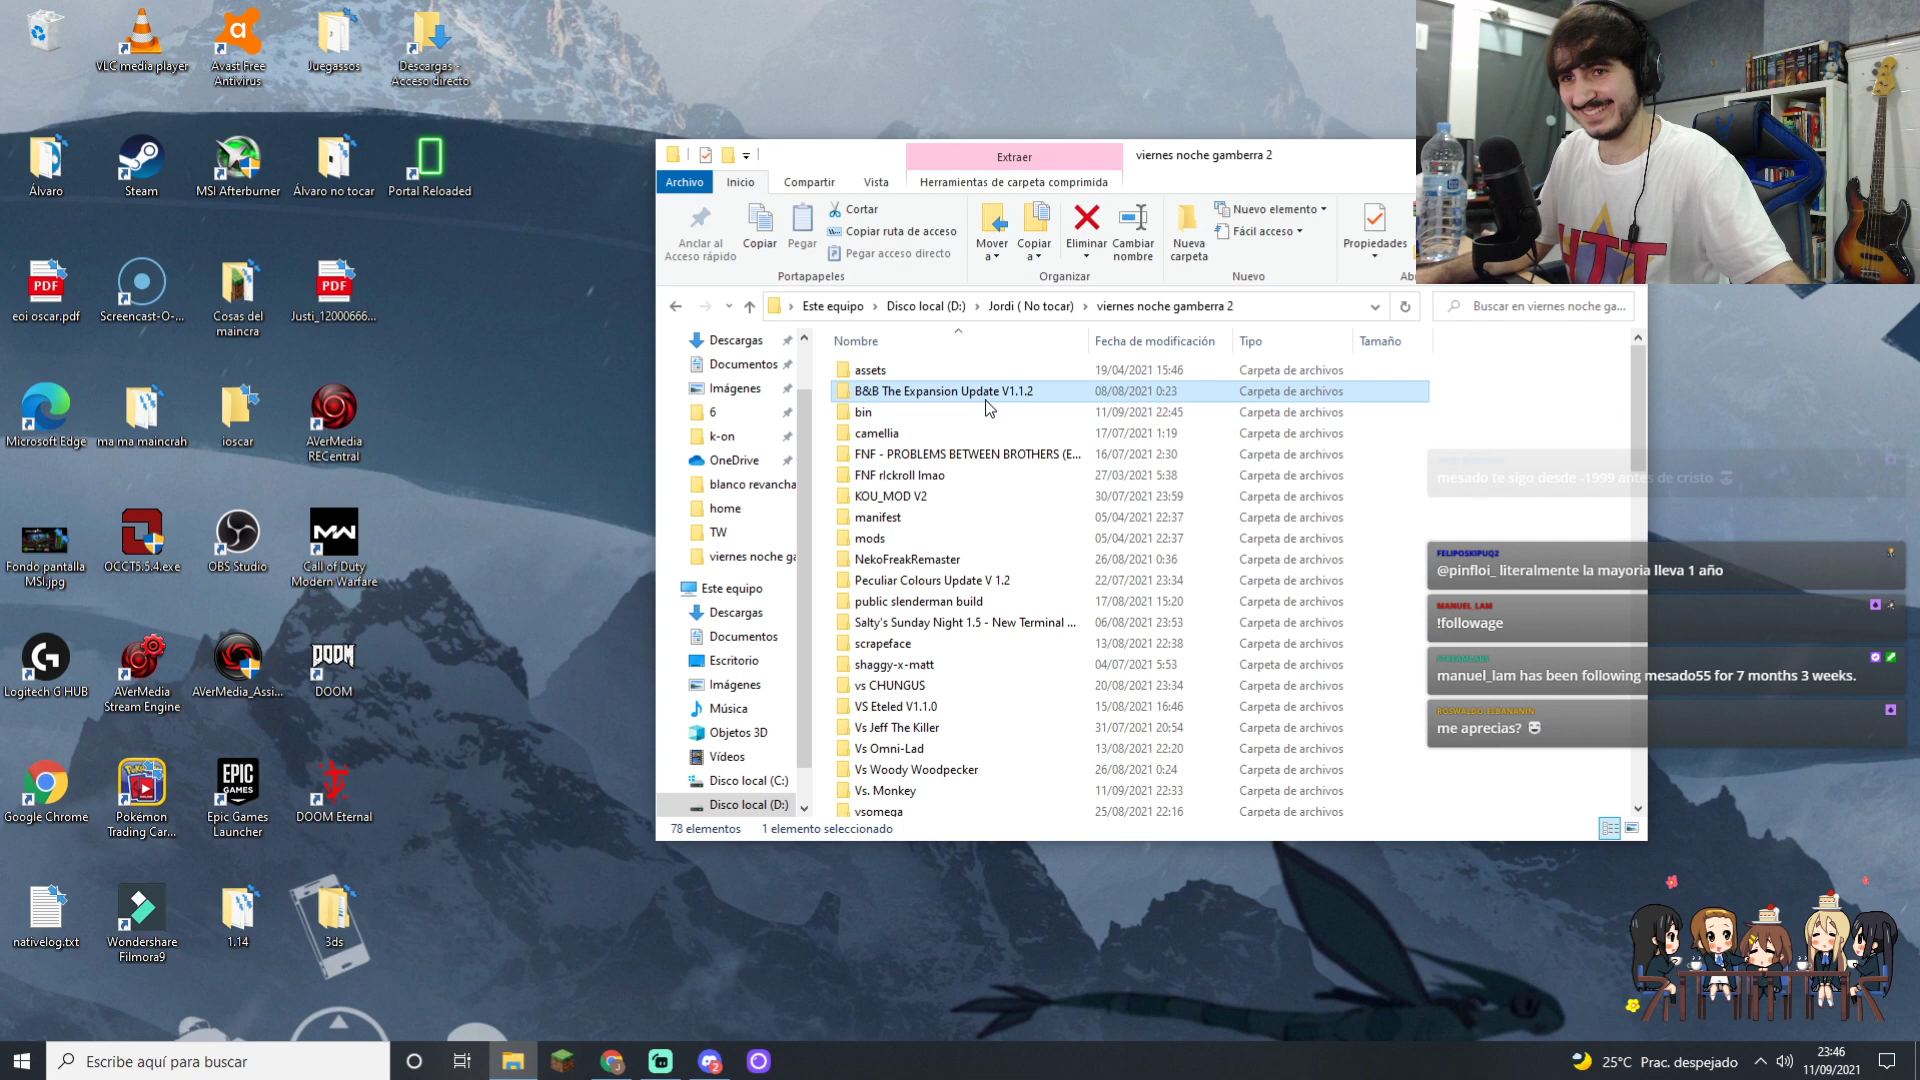 VLC media player
Avast Free
Antivirus
Juegassos
Descargas -
Acceso directo
Álvaro
Steam
MSI Afterburner
Álvaro no tocar
Portal Reloaded
PDF
eoi oscar.pdf
Screencast-O-...
Cosas del
maincra
PDF
Justi_12000666...
Microsoft Edge
ma ma maincrah
ioscar
AVerMedia
RECentral
Fondo pantalla
MSI.jpg
OCCT5.5.4.exe
OBS Studio
Call of Duty
Modern Warfare
Logitech G HUB
AVerMedia
Stream Engine
AVerMedia_Assi...
DOOM
DOOM
Google Chrome
Pokémon
Trading Car...
EPIC
GAMES
Epic Games
Launcher
DOOM Eternal
nativelog.txt
Wondershare
Filmora9
1.14
3ds
Extraer
viernes noche gamberra 2
Archivo
Inicio
Compartir
Vista
Herramientas de carpeta comprimida
Anclar al
Acceso rápido
Copiar
Pegar
Cortar
Copiar ruta de acceso
Pegar acceso directo
Portapapeles
Mover
a
Copiar
a
Eliminar
Cambiar
nombre
Organizar
Nueva
carpeta
Nuevo elemento
Fácil acceso
Nuevo
Propiedades
Ab
Este equipo > Disco local (D:) > Jordi ( No tocar) > viernes noche gamberra 2
Buscar en viernes noche ga...
Descargas
Documentos
Imágenes
6
k-on
OneDrive
blanco revancha
home
TW
viernes noche ga
Este equipo
Descargas
Documentos
Escritorio
Imágenes
Música
Objetos 3D
Vídeos
Disco local (C:)
Disco local (D:)
Nombre Fecha de modificación Tipo Tamaño
assets 19/04/2021 15:46 Carpeta de archivos
B&B The Expansion Update V1.1.2 08/08/2021 0:23 Carpeta de archivos
bin 11/09/2021 22:45 Carpeta de archivos
camellia 17/07/2021 1:19 Carpeta de archivos
FNF - PROBLEMS BETWEEN BROTHERS (E... 16/07/2021 2:30 Carpeta de archivos
FNF rIckroll lmao 27/03/2021 5:38 Carpeta de archivos
KOU_MOD V2 30/07/2021 23:59 Carpeta de archivos
manifest 05/04/2021 22:37 Carpeta de archivos
mods 05/04/2021 22:37 Carpeta de archivos
NekoFreakRemaster 26/08/2021 0:36 Carpeta de archivos
Peculiar Colours Update V 1.2 22/07/2021 23:34 Carpeta de archivos
public slenderman build 17/08/2021 15:20 Carpeta de archivos
Salty's Sunday Night 1.5 - New Terminal ... 06/08/2021 23:53 Carpeta de archivos
scrapeface 13/08/2021 22:38 Carpeta de archivos
shaggy-x-matt 04/07/2021 5:53 Carpeta de archivos
vs CHUNGUS 20/08/2021 23:34 Carpeta de archivos
VS Eteled V1.1.0 15/08/2021 16:46 Carpeta de archivos
Vs Jeff The Killer 31/07/2021 20:54 Carpeta de archivos
Vs Omni-Lad 13/08/2021 22:20 Carpeta de archivos
Vs Woody Woodpecker 26/08/2021 0:24 Carpeta de archivos
Vs. Monkey 11/09/2021 22:33 Carpeta de archivos
vsomega 25/08/2021 22:16 Carpeta de archivos
78 elementos 1 elemento seleccionado
mesado te sigo desde -1999 antes de cristo
FELIPOSKIPUQ2
@pinfloi_ literalmente la mayoria lleva 1 año
MANUEL_LAM
!followage
STREAMLABS
manuel_lam has been following mesado55 for 7 months 3 weeks.
ROSWALDO_ELBANANIN
me aprecias?
Escribe aquí para buscar
2
25°C Prac. despejado
23:46
11/09/2021